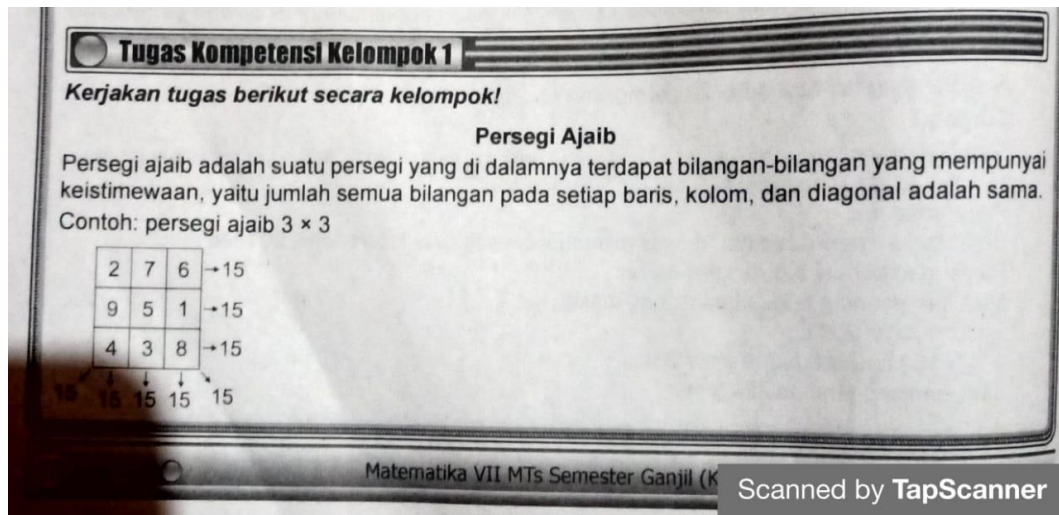 Tugas Kompetensi Kelompok 1
Kerjakan tugas berikut secara kelompok!
Persegi Ajaib
Persegi ajaib adalah suatu persegi yang di dalamnya terdapat bilangan-bilangan yang mempunyai
keistimewaan, yaitu jumlah semua bilangan pada setiap baris, kolom, dan diagonal adalah sama.
Contoh: persegi ajaib 3 × 3
2 7 6 →15
9 5 1 →15
4 3 8 →15
15 15 15 15 15
Matematika VII MTs Semester Ganjil (K
Scanned by TapScanner